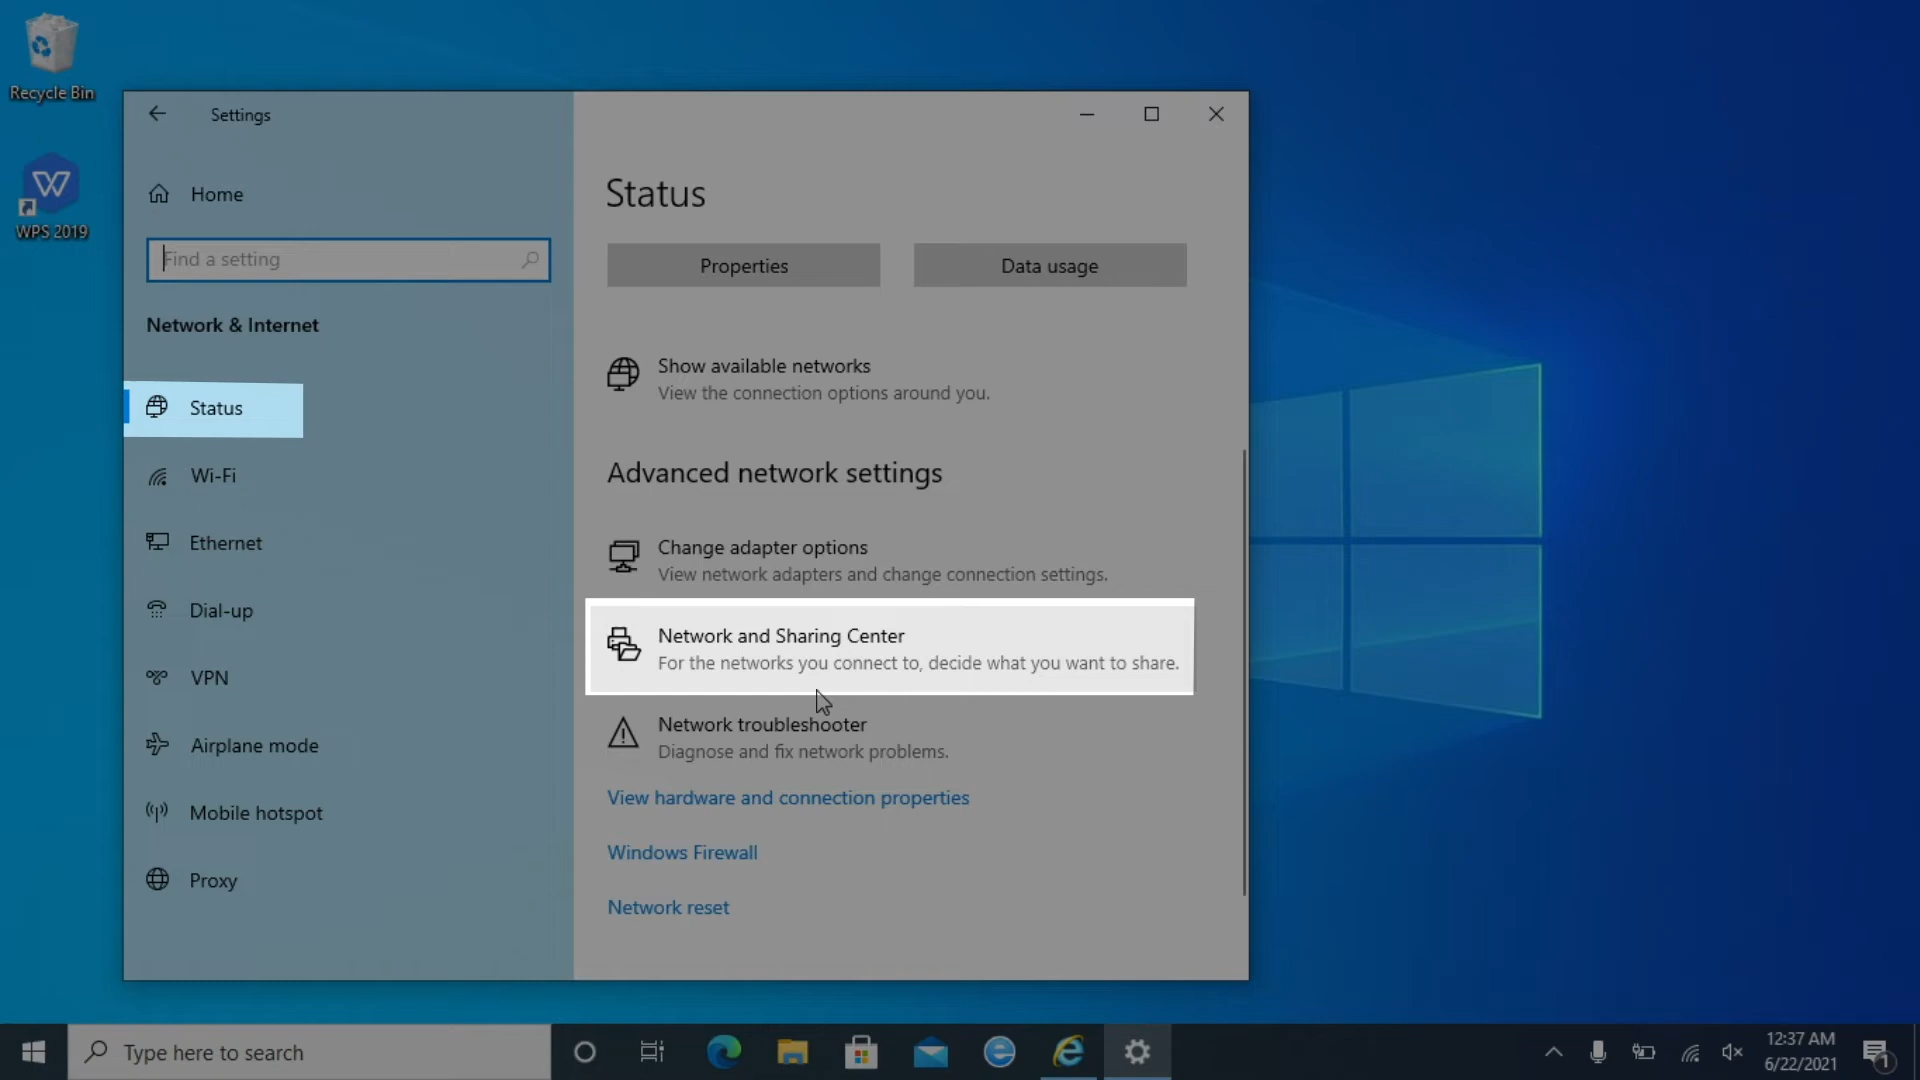 Recycle Bin
WPS 2019
Settings
Home
Find a setting
Network & Internet
Status
Wi-Fi
Ethernet
Dial-up
VPN
Airplane mode
Mobile hotspot
Proxy
Status
Properties
Data usage
Show available networks
View the connection options around you.
Advanced network settings
Change adapter options
View network adapters and change connection settings.
Network and Sharing Center
For the networks you connect to, decide what you want to share.
Network troubleshooter
Diagnose and fix network problems.
View hardware and connection properties
Windows Firewall
Network reset
Type here to search
12:37 AM
6/22/2021
1